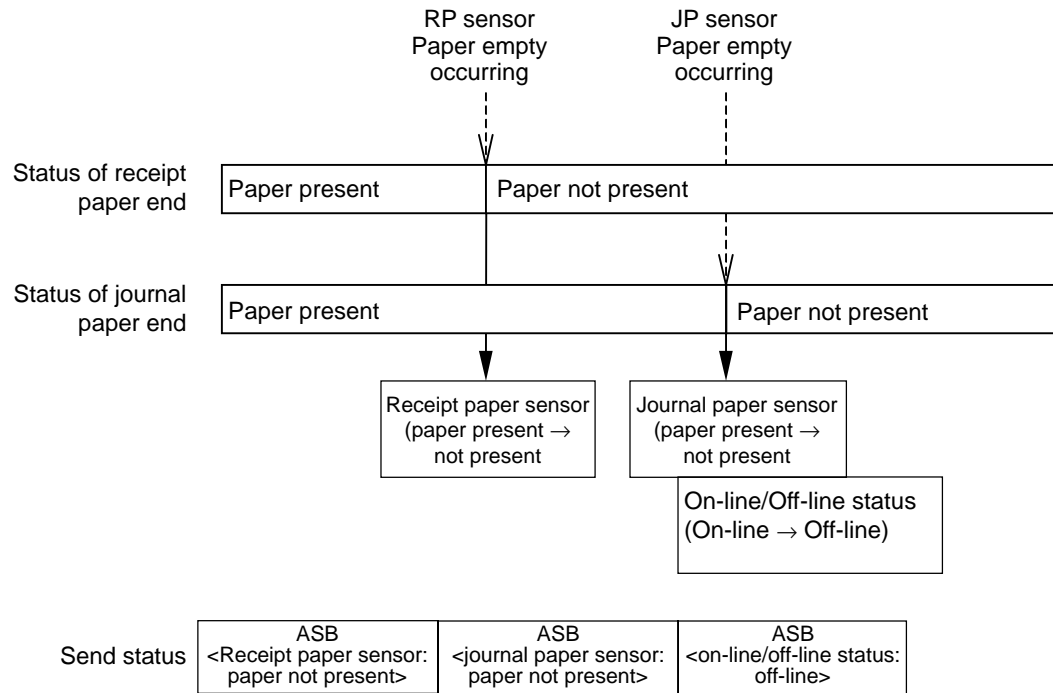 RP sensor
Paper empty
occurring
JP sensor
Paper empty
occurring
Status of receipt
paper end
Paper present
Paper not present
Status of journal
paper end
Paper present
Paper not present
Receipt paper sensor
(paper present →
not present
Journal paper sensor
(paper present →
not present
On-line/Off-line status
(On-line → Off-line)
Send status
ASB
<Receipt paper sensor:
paper not present>
ASB
<journal paper sensor:
paper not present>
ASB
<on-line/off-line status:
off-line>